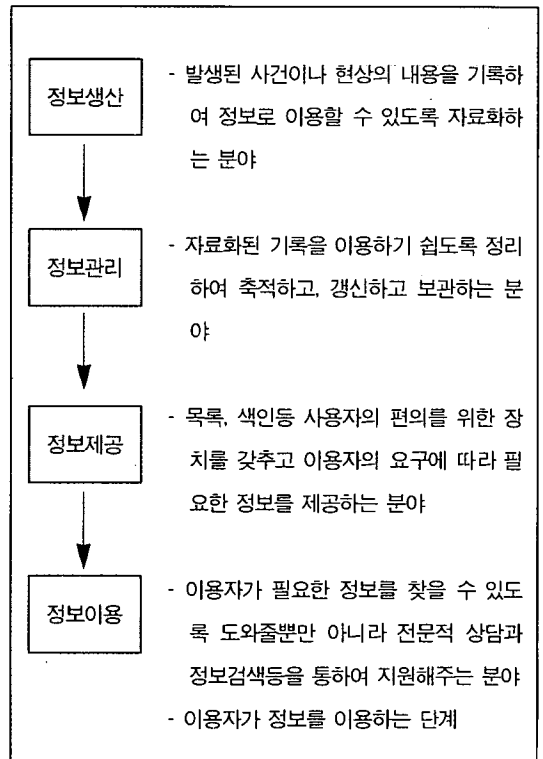 정보생산
- 발생된 사건이나 현상의 내용을 기록하
여 정보로 이용할 수 있도록 자료화하
는 분야
정보관리
- 자료화된 기록을 이용하기 쉽도록 정리
하여 축적하고, 갱신하고 보관하는 분
야
정보제공
- 목록, 색인등 사용자의 편의를 위한 장
치를 갖추고 이용자의 요구에 따라 필
요한 정보를 제공하는 분야
정보이용
- 이용자가 필요한 정보를 찾을 수 있도
록 도와줄뿐만 아니라 전문적 상담과
정보검색등을 통하여 지원해주는 분야
- 이용자가 정보를 이용하는 단계